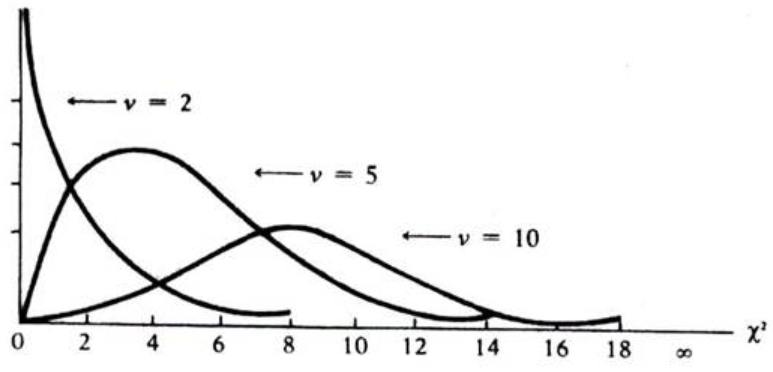 ← ν = 2
← ν = 5
← ν = 10
0 2 4 6 8 10 12 14 16 18 ∞ χ²